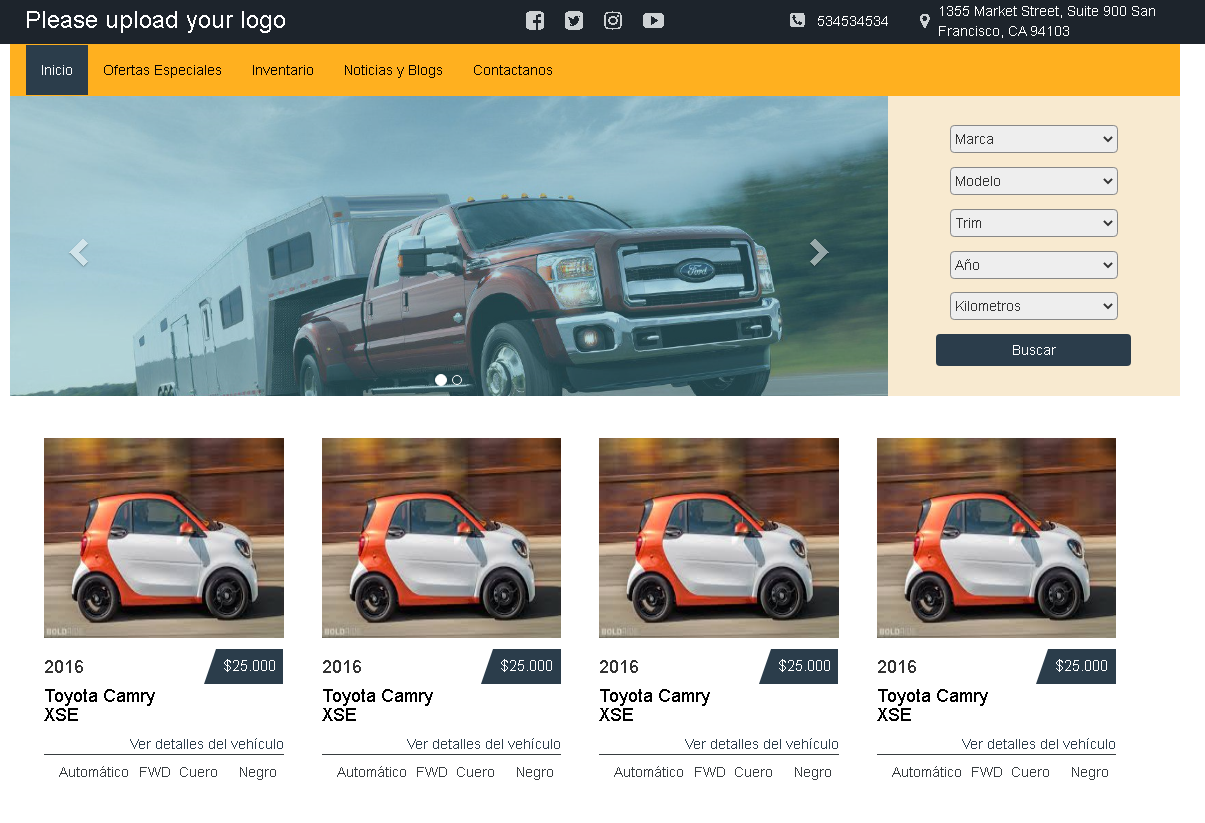 Please upload your logo
534534534
1355 Market Street, Suite 900 San
Francisco, CA 94103
Inicio Ofertas Especiales Inventario Noticias y Blogs Contactanos
Ford
Marca
Modelo
Trim
Año
Kilometros
Buscar
2016 $25.000
Toyota Camry
XSE
Ver detalles del vehículo
Automático FWD Cuero Negro
2016 $25.000
Toyota Camry
XSE
Ver detalles del vehículo
Automático FWD Cuero Negro
2016 $25.000
Toyota Camry
XSE
Ver detalles del vehículo
Automático FWD Cuero Negro
2016 $25.000
Toyota Camry
XSE
Ver detalles del vehículo
Automático FWD Cuero Negro